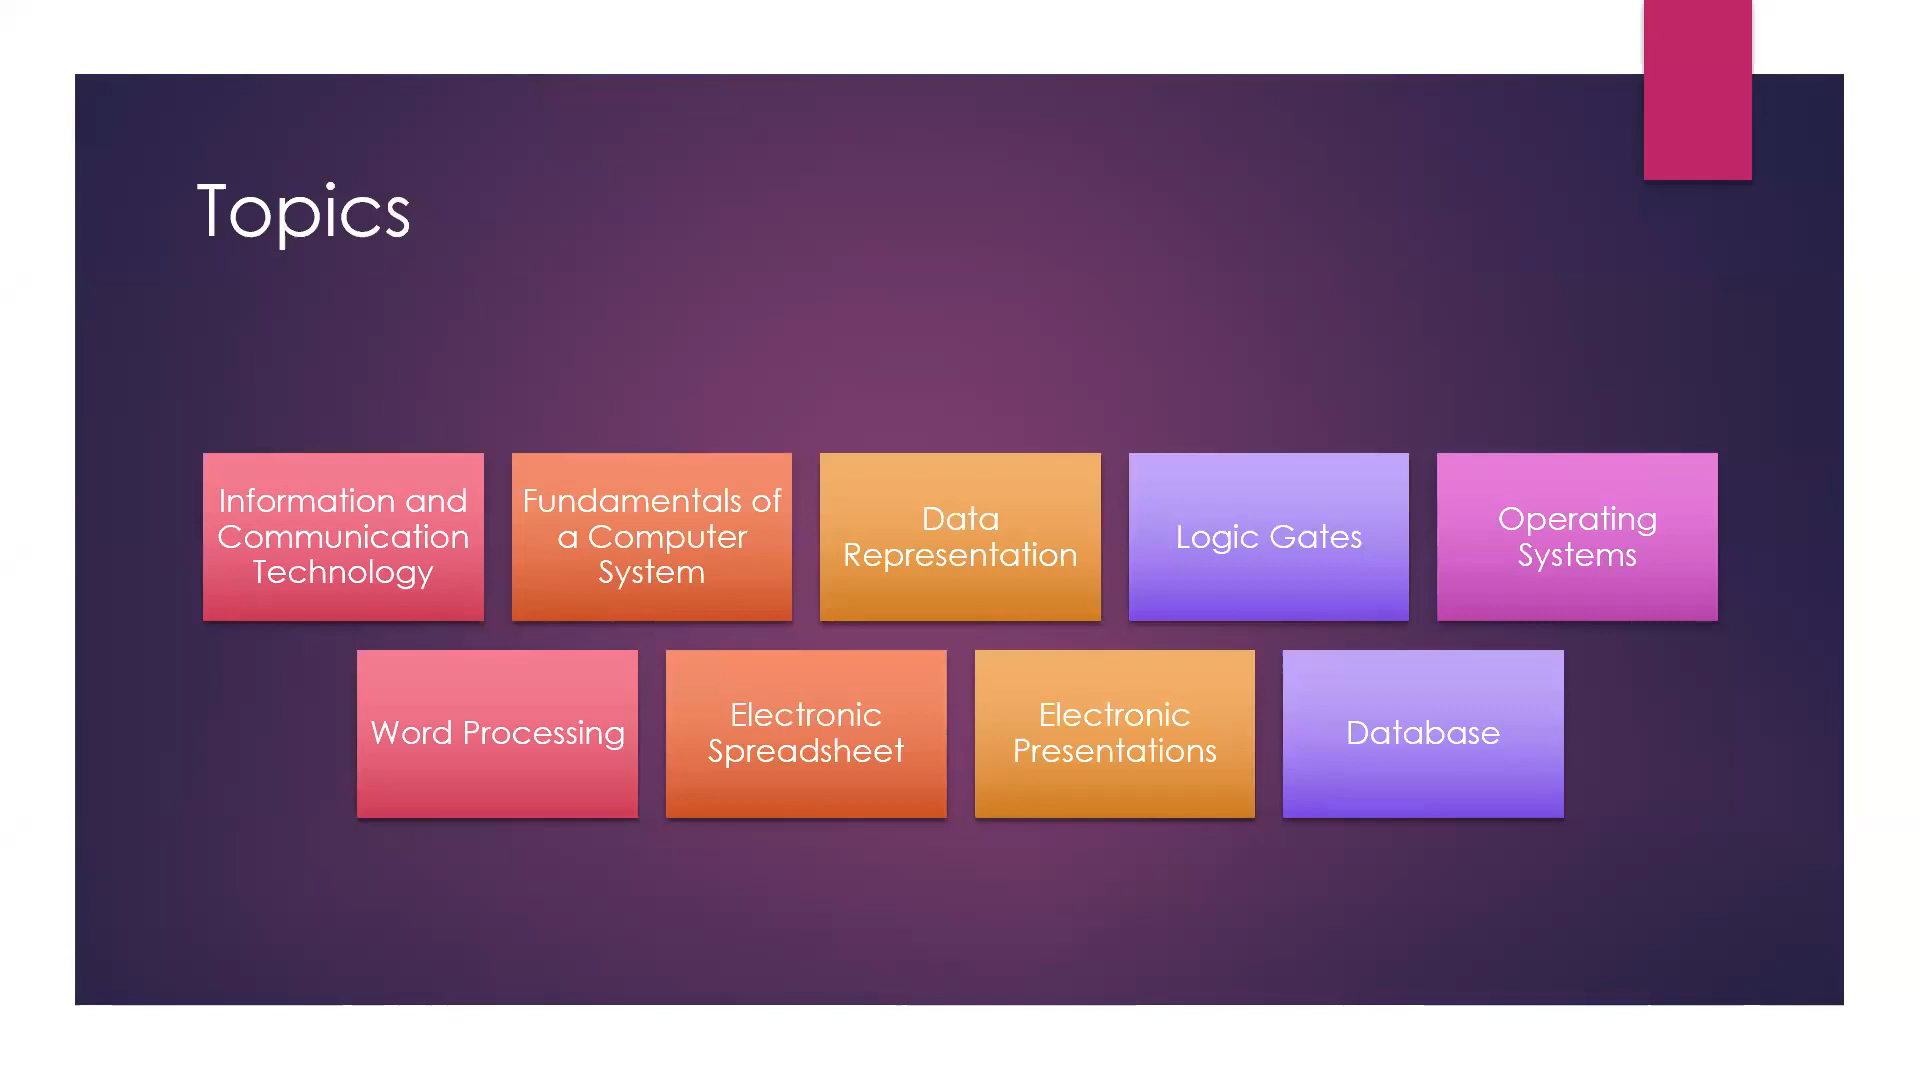 Topics
Information and
Communication
Technology
Fundamentals of
a Computer
System
Data
Representation
Logic Gates
Operating
Systems
Word Processing
Electronic
Spreadsheet
Electronic
Presentations
Database